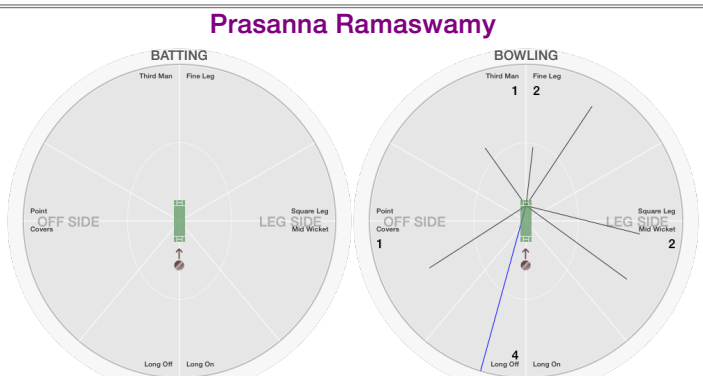 Prasanna Ramaswamy
BATTING
Third Man Fine Leg
Point
OFF SIDE
Covers
Square Leg
LEG SIDE
Mid Wicket
Long Off Long On
BOWLING
Third Man Fine Leg
1 2
Point
OFF SIDE
Covers
1
Square Leg
LEG SIDE
Mid Wicket
2
4
Long Off Long On